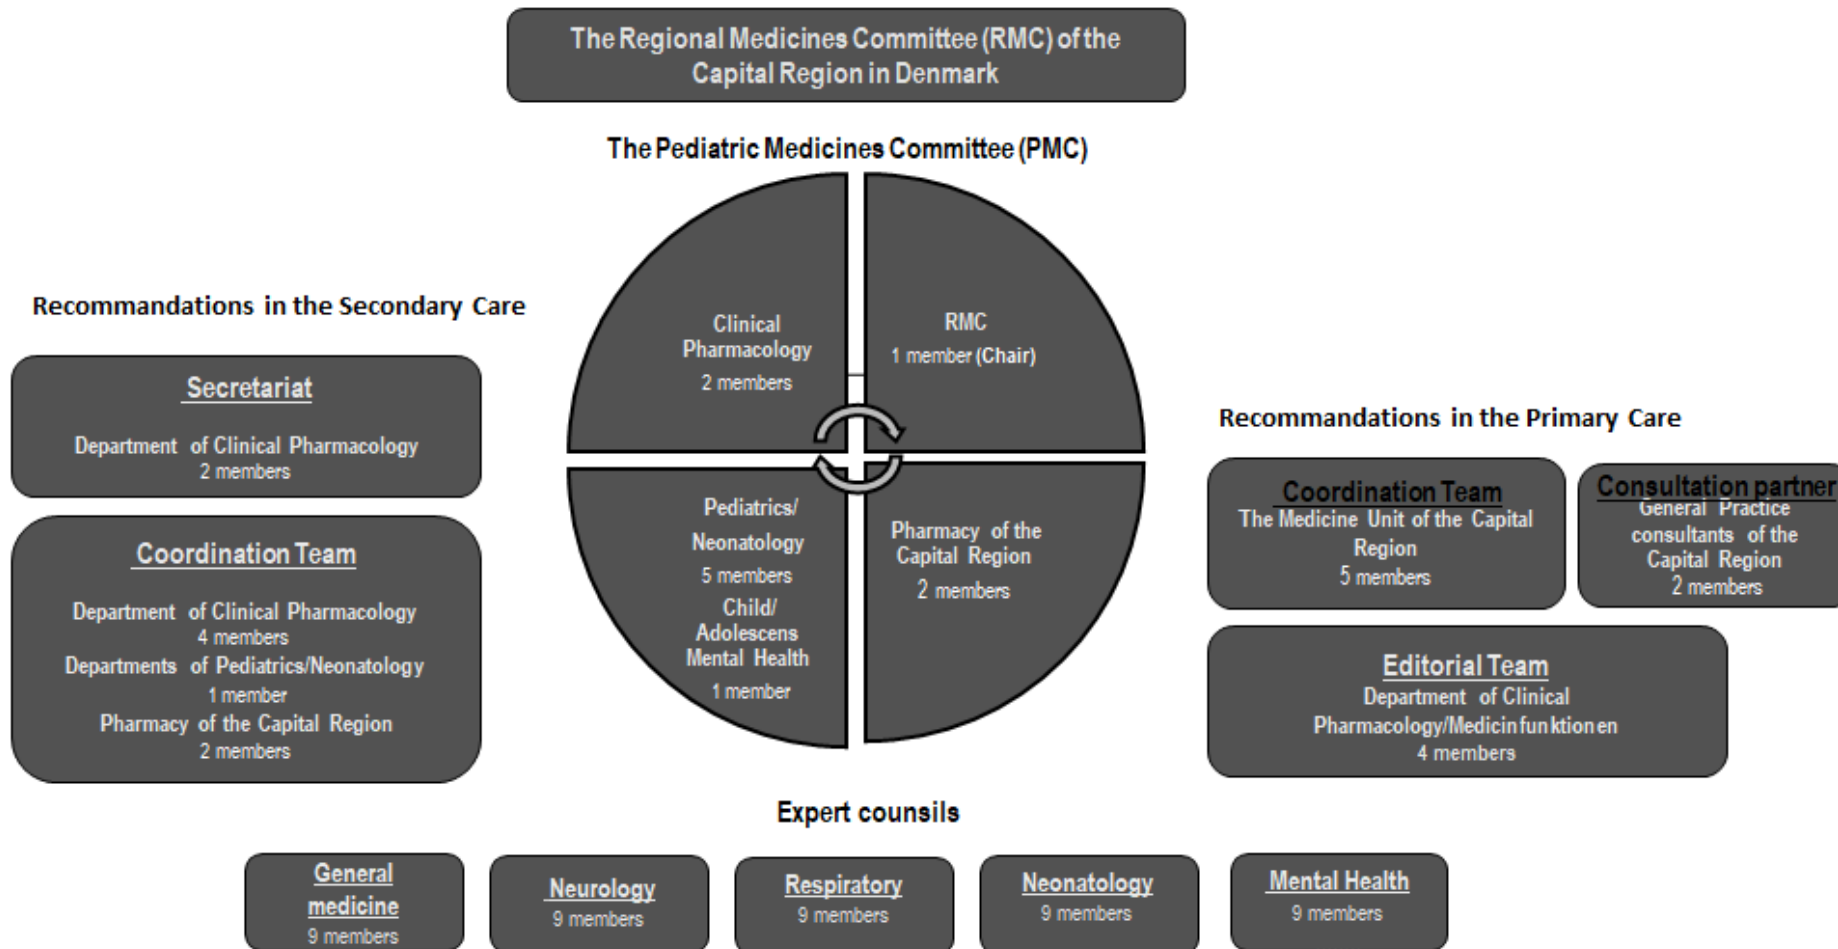 The Regional Medicines Committee (RMC) of the
Capital Region in Denmark
The Pediatric Medicines Committee (PMC)
Clinical
Pharmacology
2 members
RMC
1 member (Chair)
Pediatrics/
Neonatology
5 members
Child/
Adolescens
Mental Health
1 member
Pharmacy of the
Capital Region
2 members
Recommandations in the Secondary Care
Secretariat
Department of Clinical Pharmacology
2 members
Coordination Team
Department of Clinical Pharmacology
4 members
Departments of Pediatrics/Neonatology
1 member
Pharmacy of the Capital Region
2 members
Recommandations in the Primary Care
Coordination Team
The Medicine Unit of the Capital
Region
5 members
Consultation partner
General Practice
consultants of the
Capital Region
2 members
Editorial Team
Department of Clinical
Pharmacology/Medicinfunktionen
4 members
Expert counsils
General
medicine
9 members
Neurology
9 members
Respiratory
9 members
Neonatology
9 members
Mental Health
9 members